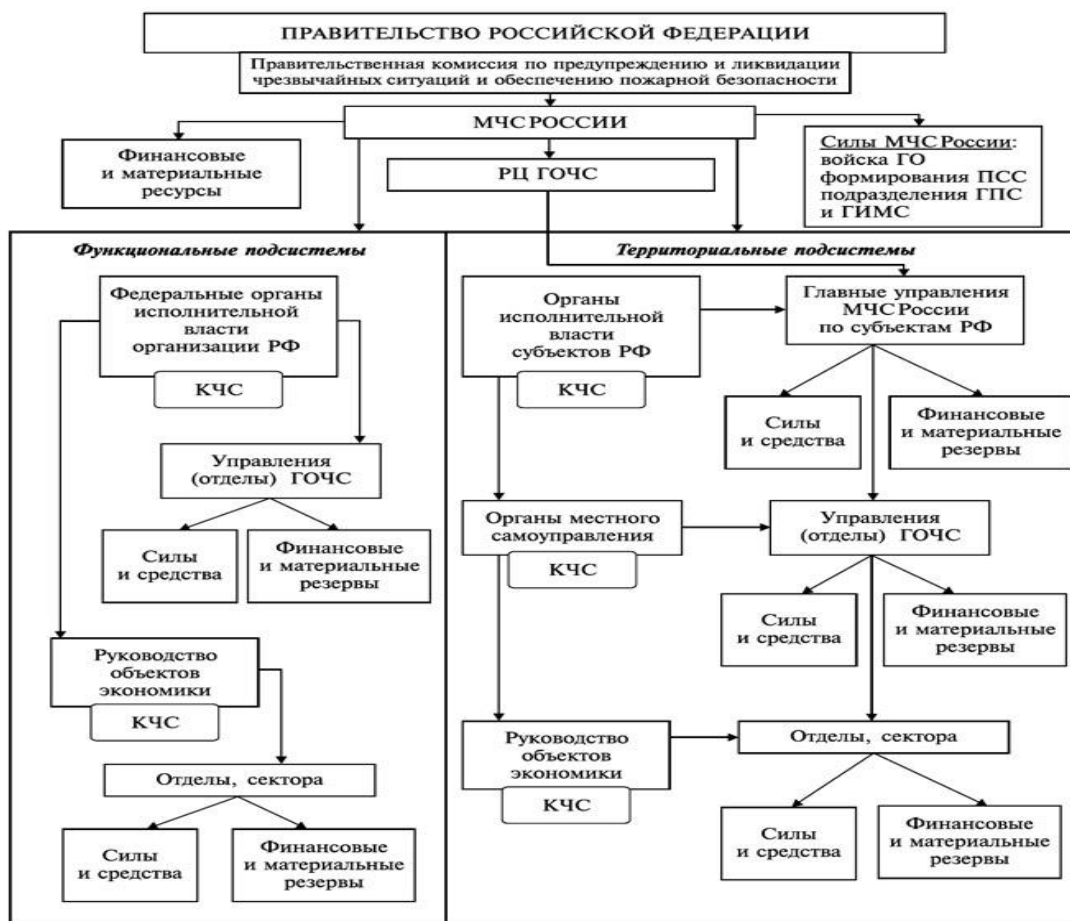 ПРАВИТЕЛЬСТВО РОССИЙСКОЙ ФЕДЕРАЦИИ
Правительственная комиссия по предупреждению и ликвидации
чрезвычайных ситуаций и обеспечению пожарной безопасности
МЧС РОССИИ
Финансовые
и материальные
ресурсы
РЦ ГОЧС
Силы МЧС России:
войска ГО
формирования ПСС
подразделения ГПС
и ГИМС
Функциональные подсистемы
Федеральные органы
исполнительной
власти
организации РФ
КЧС
Управления
(отделы) ГОЧС
Силы
и средства
Финансовые
и материальные
резервы
Руководство
объектов
экономики
КЧС
Отделы, сектора
Силы
и средства
Финансовые
и материальные
резервы
Территориальные подсистемы
Органы
исполнительной
власти
субъектов РФ
КЧС
Главные управления
МЧС России
по субъектам РФ
Силы
и средства
Финансовые
и материальные
резервы
Органы местного
самоуправления
КЧС
Управления
(отделы) ГОЧС
Силы
и средства
Финансовые
и материальные
резервы
Руководство
объектов
экономики
КЧС
Отделы, сектора
Силы
и средства
Финансовые
и материальные
резервы